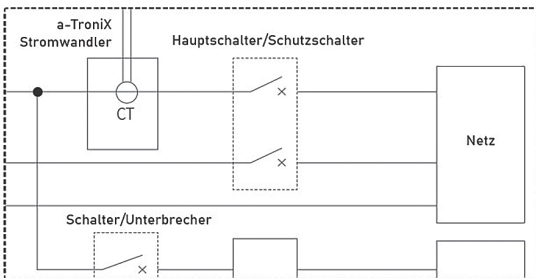 a-TroniX
Stromwandler
Hauptschalter/Schutzschalter
CT
Netz
Schalter/Unterbrecher